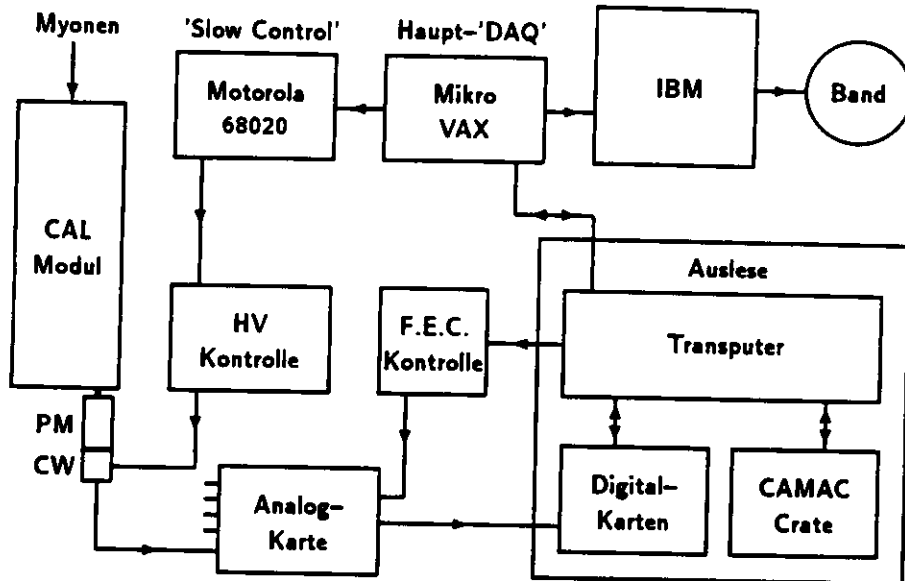 Myonen
'Slow Control'
Haupt–'DAQ'
Motorola
68020
Mikro
VAX
IBM
Band
CAL
Modul
HV
Kontrolle
F.E.C.
Kontrolle
Auslese
Transputer
PM
CW
Analog–
Karte
Digital–
Karten
CAMAC
Crate